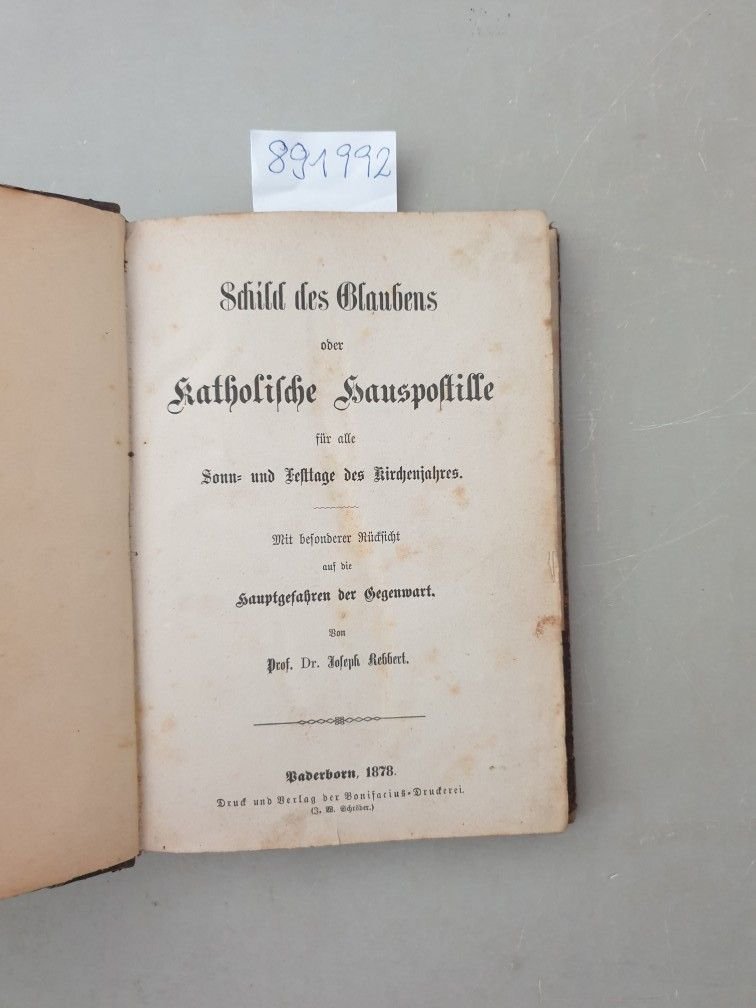 891992
Schild des Glaubens
oder
Katholische Hauspostille
für alle
Sonn- und Festtage des Kirchenjahres.
Mit besonderer Rücksicht
auf die
Hauptgefahren der Gegenwart.
Von
Prof. Dr. Joseph Rebbert.
Paderborn, 1878.
Druck und Verlag der Bonifacius-Druckerei.
(J. W. Schröder.)